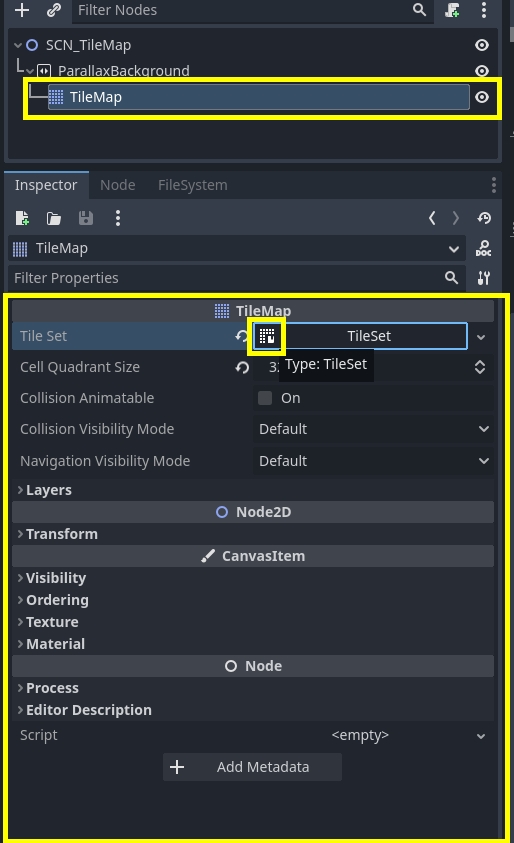 Filter Nodes
SCN_TileMap
ParallaxBackground
TileMap
Inspector Node FileSystem
TileMap DOC
Filter Properties
TileMap
Tile Set TileSet
Cell Quadrant Size
Type: TileSet
Collision Animatable On
Collision Visibility Mode Default
Navigation Visibility Mode Default
Layers
Node2D
Transform
CanvasItem
Visibility
Ordering
Texture
Material
Node
Process
Editor Description
Script <empty>
Add Metadata